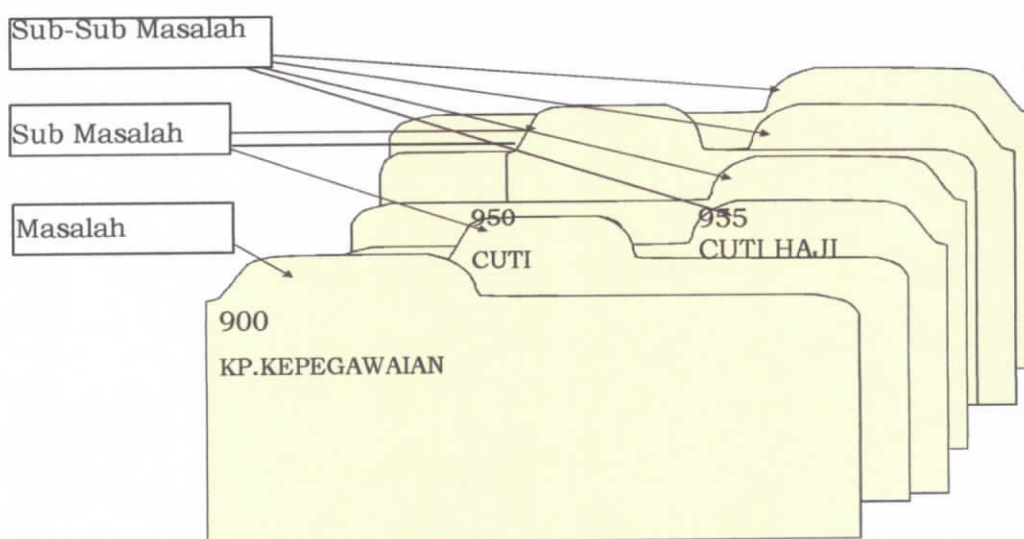 Sub-Sub Masalah
Sub Masalah
Masalah
950
CUTI
955
CUTI HAJI
900
KP.KEPEGAWAIAN